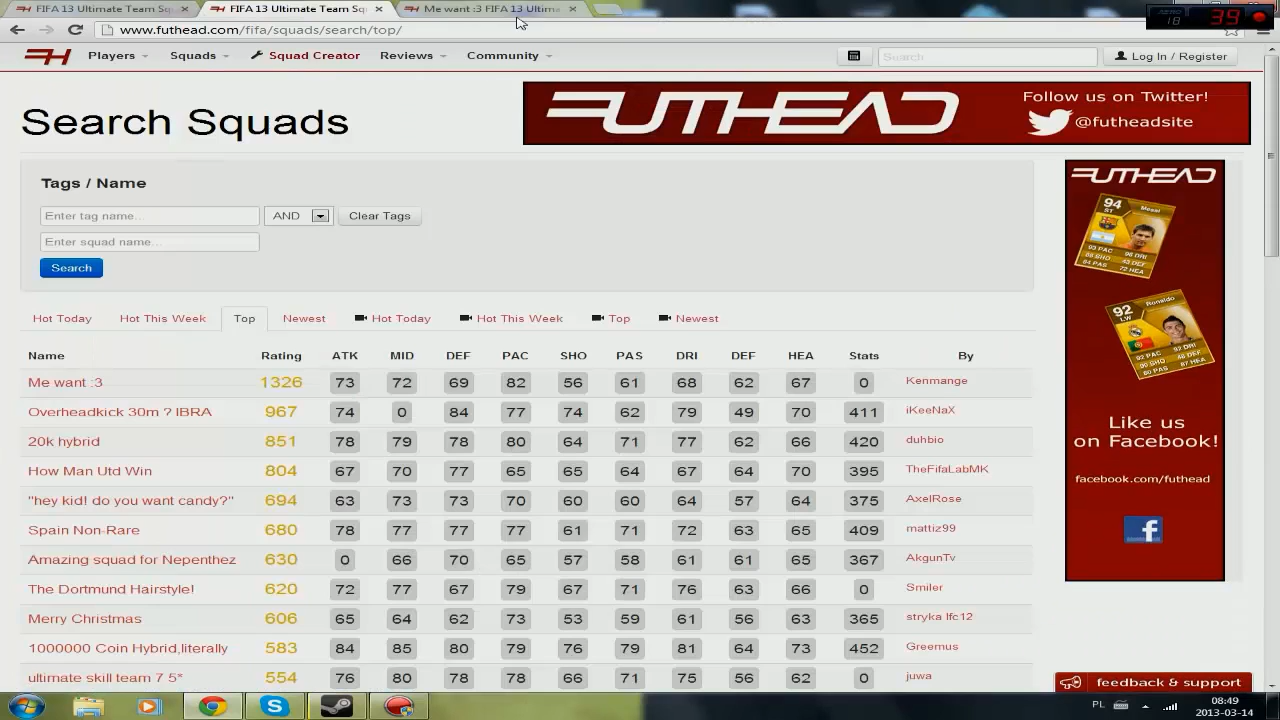 FIFA 13 Ultimate Team Sq FIFA 13 Ultimate Team Squ Me want :3 FIFA 13 Ultim
www.futhead.com/fifa/squads/search/top/
18 39
Players Squads Squad Creator Reviews Community Search Log In / Register
Search Squads
FUTHEAD
Follow us on Twitter!
@futheadsite
Tags / Name
Enter tag name... AND Clear Tags
Enter squad name...
Search
FUTHEAD
94
ST
Messi
93 PAC
92
LW
Ronaldo
Like us
on Facebook!
facebook.com/futhead
f
Hot Today Hot This Week Top Newest Hot Today Hot This Week Top Newest
Name Rating ATK MID DEF PAC SHO PAS DRI DEF HEA Stats By
Me want :3 1326 73 72 69 82 56 61 68 62 67 0 Kenmange
Overheadkick 30m ? IBRA 967 74 0 84 77 74 62 79 49 70 411 iKeeNaX
20k hybrid 851 78 79 78 80 64 71 77 62 66 420 duhbio
How Man Utd Win 804 67 70 77 65 65 64 67 64 70 395 TheFifaLabMK
"hey kid! do you want candy?" 694 63 73 73 70 60 60 64 57 64 375 AxelRose
Spain Non-Rare 680 78 77 77 77 61 71 72 63 65 409 mattiz99
Amazing squad for Nepenthez 630 0 66 70 65 57 58 61 61 65 367 AkgunTv
The Dortmund Hairstyle! 620 72 77 67 79 67 71 76 63 66 0 Smiler
Merry Christmas 606 65 64 62 73 53 59 61 56 63 365 stryka lfc12
1000000 Coin Hybrid,literally 583 84 85 80 79 76 79 81 64 73 452 Greemus
ultimate skill team 7 5* 554 76 80 78 78 66 71 75 56 62 0 juwa
feedback & support
PL 08:49
2013-03-14